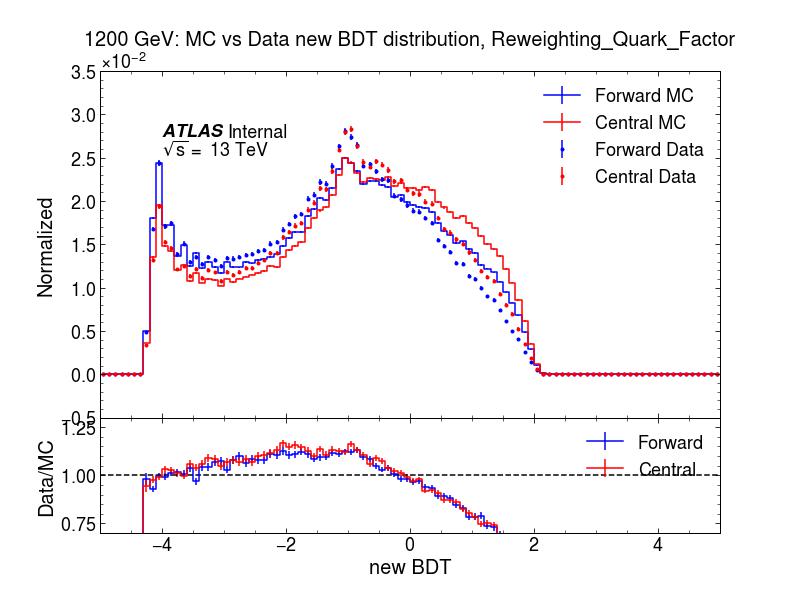 1200 GeV: MC vs Data new BDT distribution, Reweighting_Quark_Factor
×10⁻²
3.5
3.0
2.5
2.0
1.5
1.0
0.5
0.0
0.5
Normalized
ATLAS Internal
√s = 13 TeV
Forward MC
Central MC
Forward Data
Central Data
1.25
1.00
0.75
Data/MC
Forward
Central
−4
−2
0
2
4
new BDT